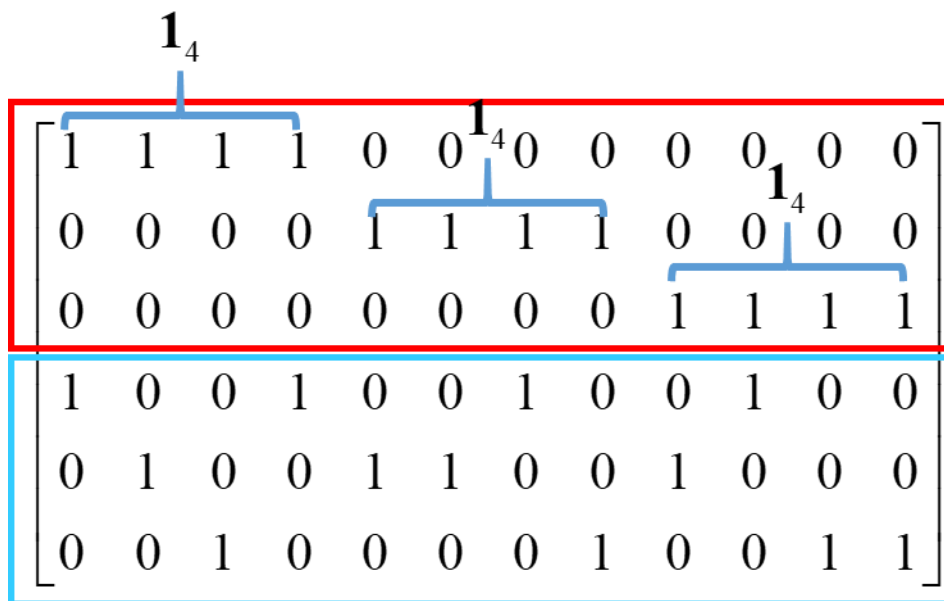 1₄
1₄
1₄
1 1 1 1 0 0 0 0 0 0 0 0
0 0 0 0 1 1 1 1 0 0 0 0
0 0 0 0 0 0 0 0 1 1 1 1
1 0 0 1 0 0 1 0 0 1 0 0
0 1 0 0 1 1 0 0 1 0 0 0
0 0 1 0 0 0 0 1 0 0 1 1